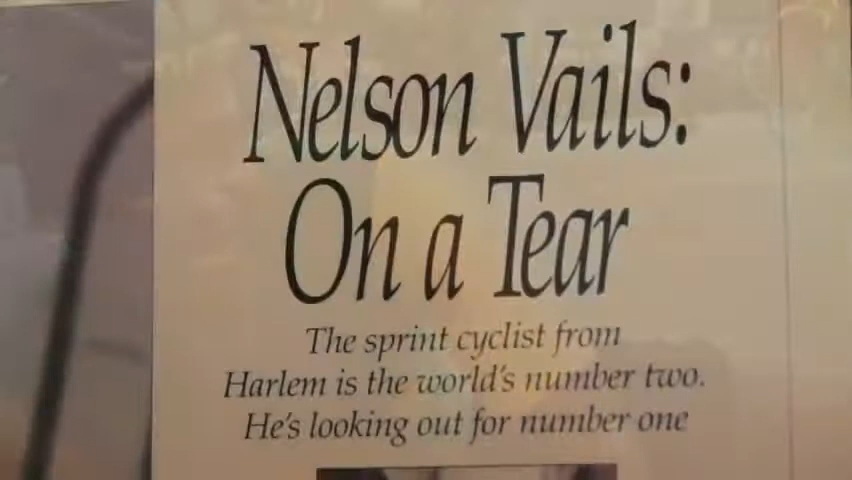 Nelson Vails:
On a Tear
The sprint cyclist from
Harlem is the world's number two.
He's looking out for number one